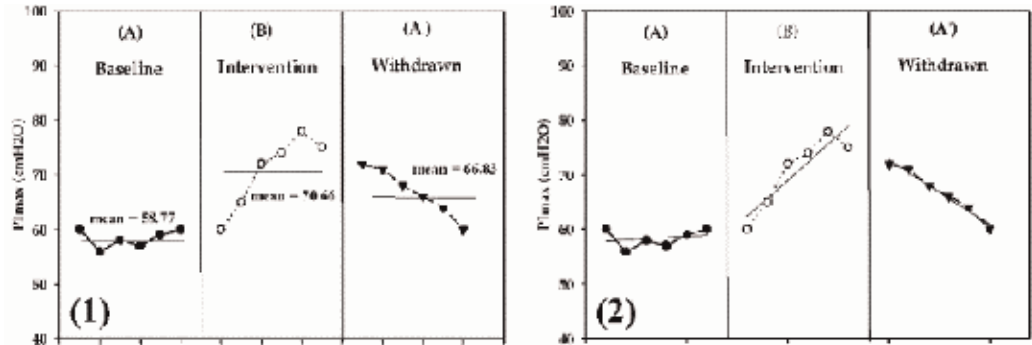 100
90
80
70
60
50
40
PImax (cmH2O)
(A)
Baseline
(B)
Intervention
(A')
Withdrawn
mean = 58.77
mean = 70.66
mean = 66.83
(1)
100
90
80
70
60
50
40
PImax (cmH2O)
(A)
Baseline
(B)
Intervention
(A')
Withdrawn
(2)